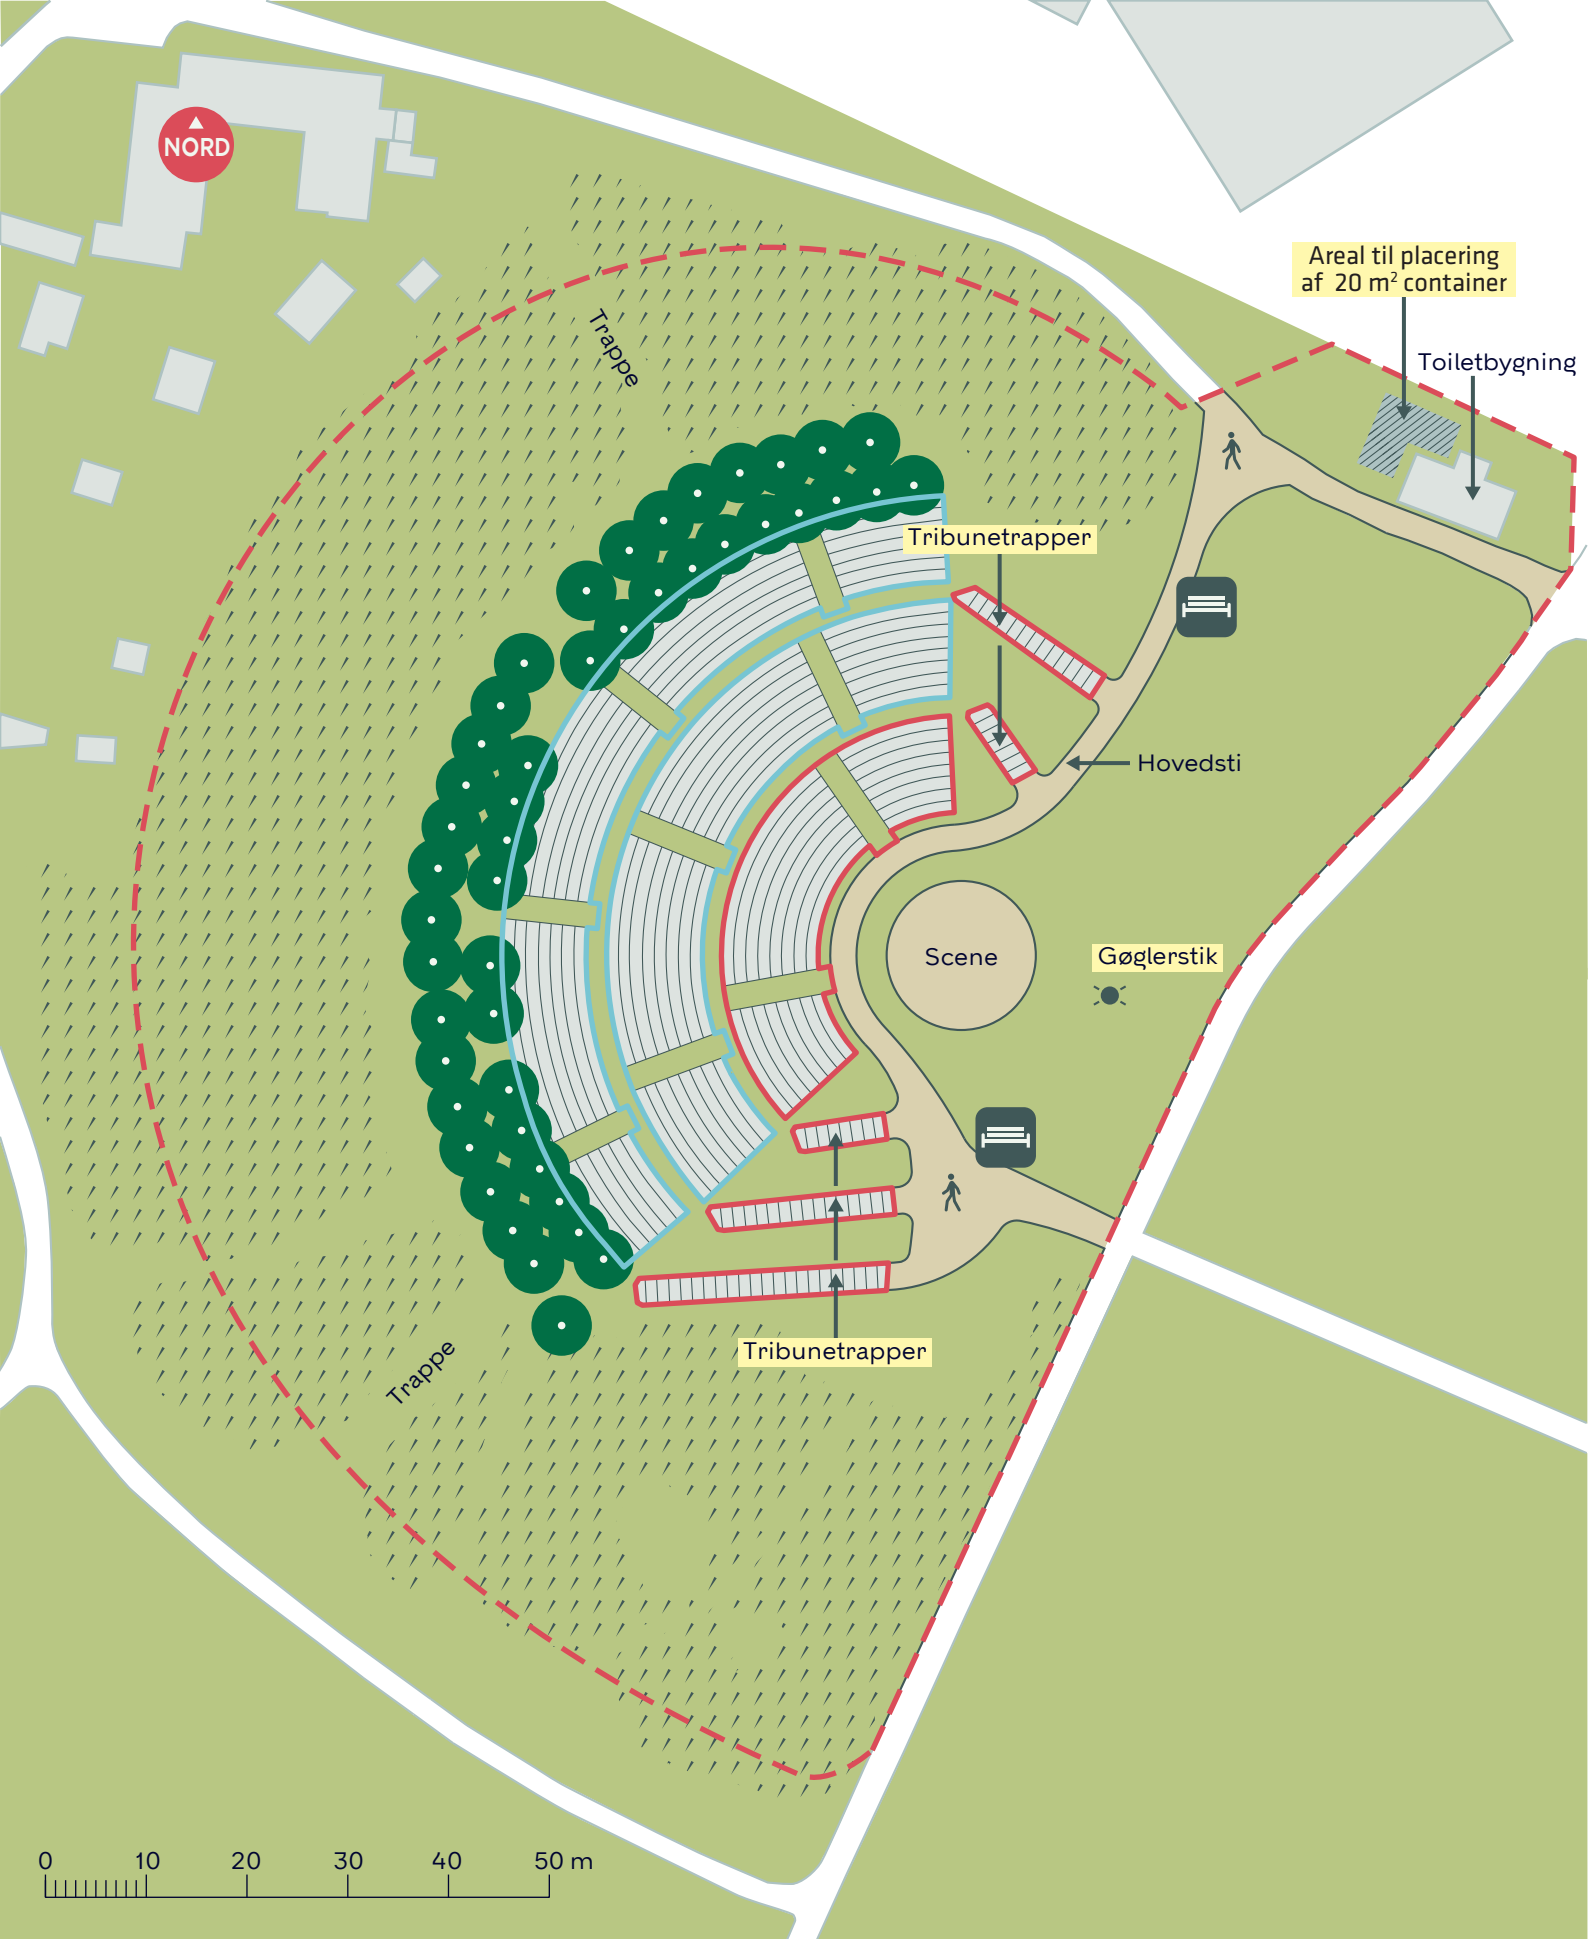 NORD
Areal til placering
af 20 m² container
Trappe
Toiletbygning
Tribunetrapper
Hovedsti
Scene
Gøglerstik
Trappe
Tribunetrapper
0 10 20 30 40 50 m